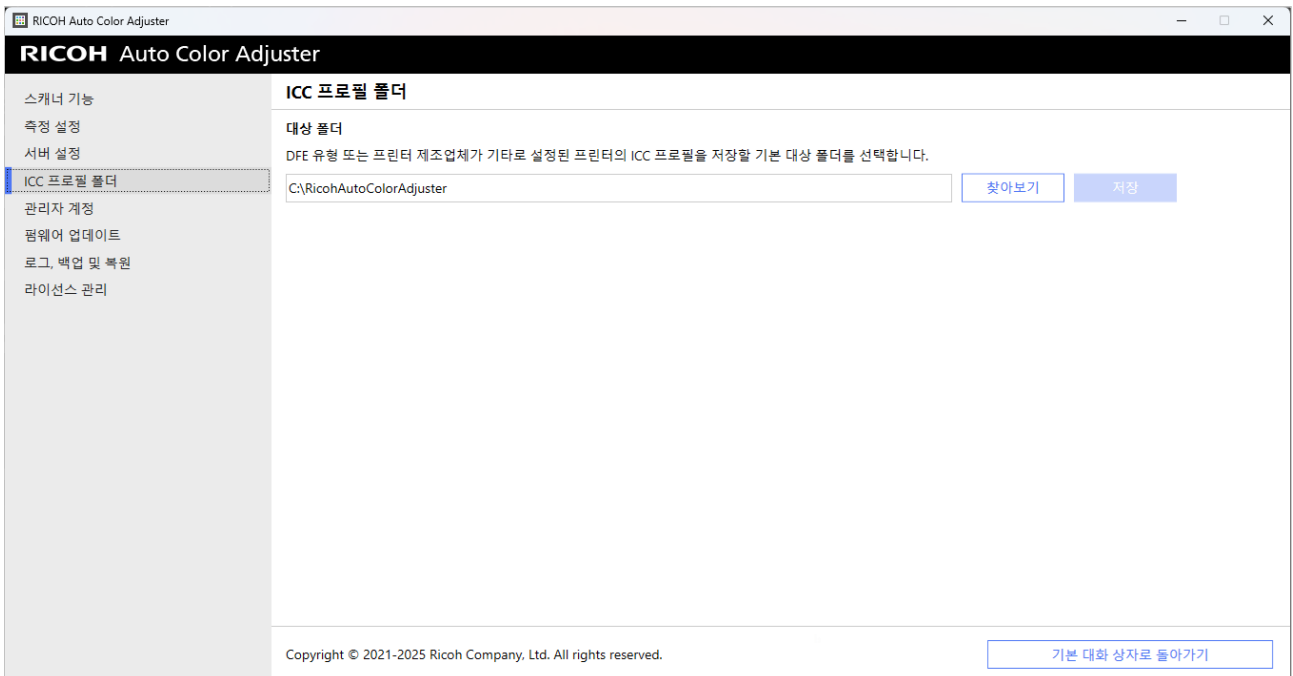 RICOH Auto Color Adjuster
RICOH Auto Color Adjuster
스캐너 기능
측정 설정
서버 설정
ICC 프로필 폴더
관리자 계정
펌웨어 업데이트
로그, 백업 및 복원
라이선스 관리
ICC 프로필 폴더
대상 폴더
DFE 유형 또는 프린터 제조업체가 기타로 설정된 프린터의 ICC 프로필을 저장할 기본 대상 폴더를 선택합니다.
C:\RicohAutoColorAdjuster
찾아보기
저장
Copyright © 2021-2025 Ricoh Company, Ltd. All rights reserved.
기본 대화 상자로 돌아가기